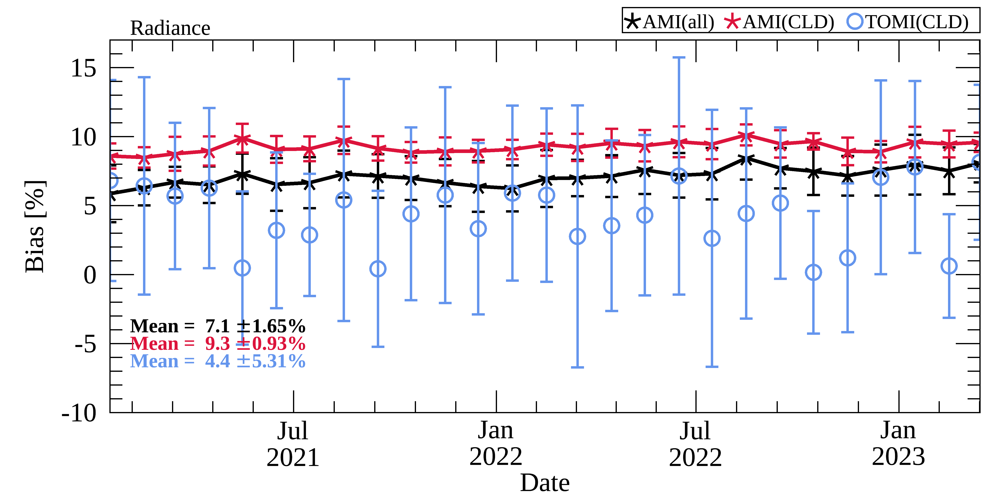 Radiance
AMI(all) AMI(CLD) TOMI(CLD)
15
10
5
0
-5
-10
Bias [%]
Mean = 7.1 ±1.65%
Mean = 9.3 ±0.93%
Mean = 4.4 ±5.31%
Jul Jan Jul Jan
2021 2022 2022 2023
Date